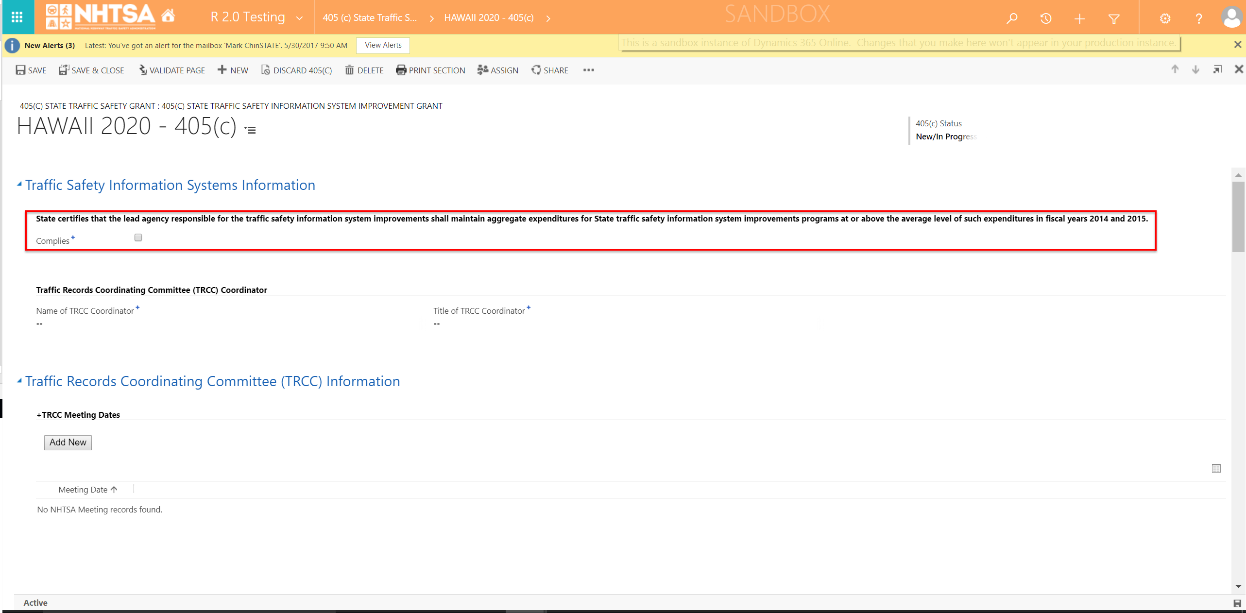 NHTSA R 2.0 Testing 405 (c) State Traffic S... HAWAII 2020 - 405(c) SANDBOX
New Alerts (3) Latest: You've got an alert for the mailbox 'Mark ChinSTATE'. 5/30/2017 9:50 AM View Alerts This is a sandbox instance of Dynamics 365 Online. Changes that you make here won't appear in your production instance.
SAVE SAVE & CLOSE VALIDATE PAGE NEW DISCARD 405(C) DELETE PRINT SECTION ASSIGN SHARE •••
405(C) STATE TRAFFIC SAFETY GRANT : 405(C) STATE TRAFFIC SAFETY INFORMATION SYSTEM IMPROVEMENT GRANT
HAWAII 2020 - 405(c)
405(c) Status
New/In Progress
Traffic Safety Information Systems Information
State certifies that the lead agency responsible for the traffic safety information system improvements shall maintain aggregate expenditures for State traffic safety information system improvements programs at or above the average level of such expenditures in fiscal years 2014 and 2015.
Complies*
Traffic Records Coordinating Committee (TRCC) Coordinator
Name of TRCC Coordinator* Title of TRCC Coordinator*
-- --
Traffic Records Coordinating Committee (TRCC) Information
+TRCC Meeting Dates
Add New
Meeting Date ↑
No NHTSA Meeting records found.
Active